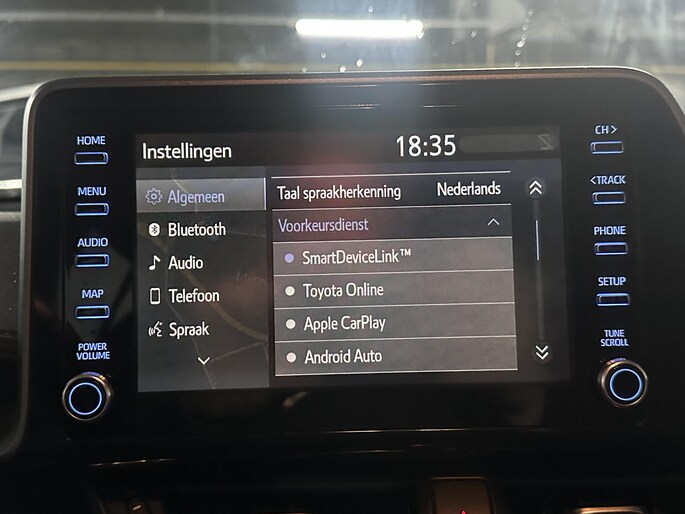 HOME
MENU
AUDIO
MAP
POWER
VOLUME
Instellingen
18:35
Algemeen
Bluetooth
Audio
Telefoon
Spraak
Taal spraakherkenning Nederlands
Voorkeursdienst
SmartDeviceLink™
Toyota Online
Apple CarPlay
Android Auto
CH >
<TRACK
PHONE
SETUP
TUNE
SCROLL